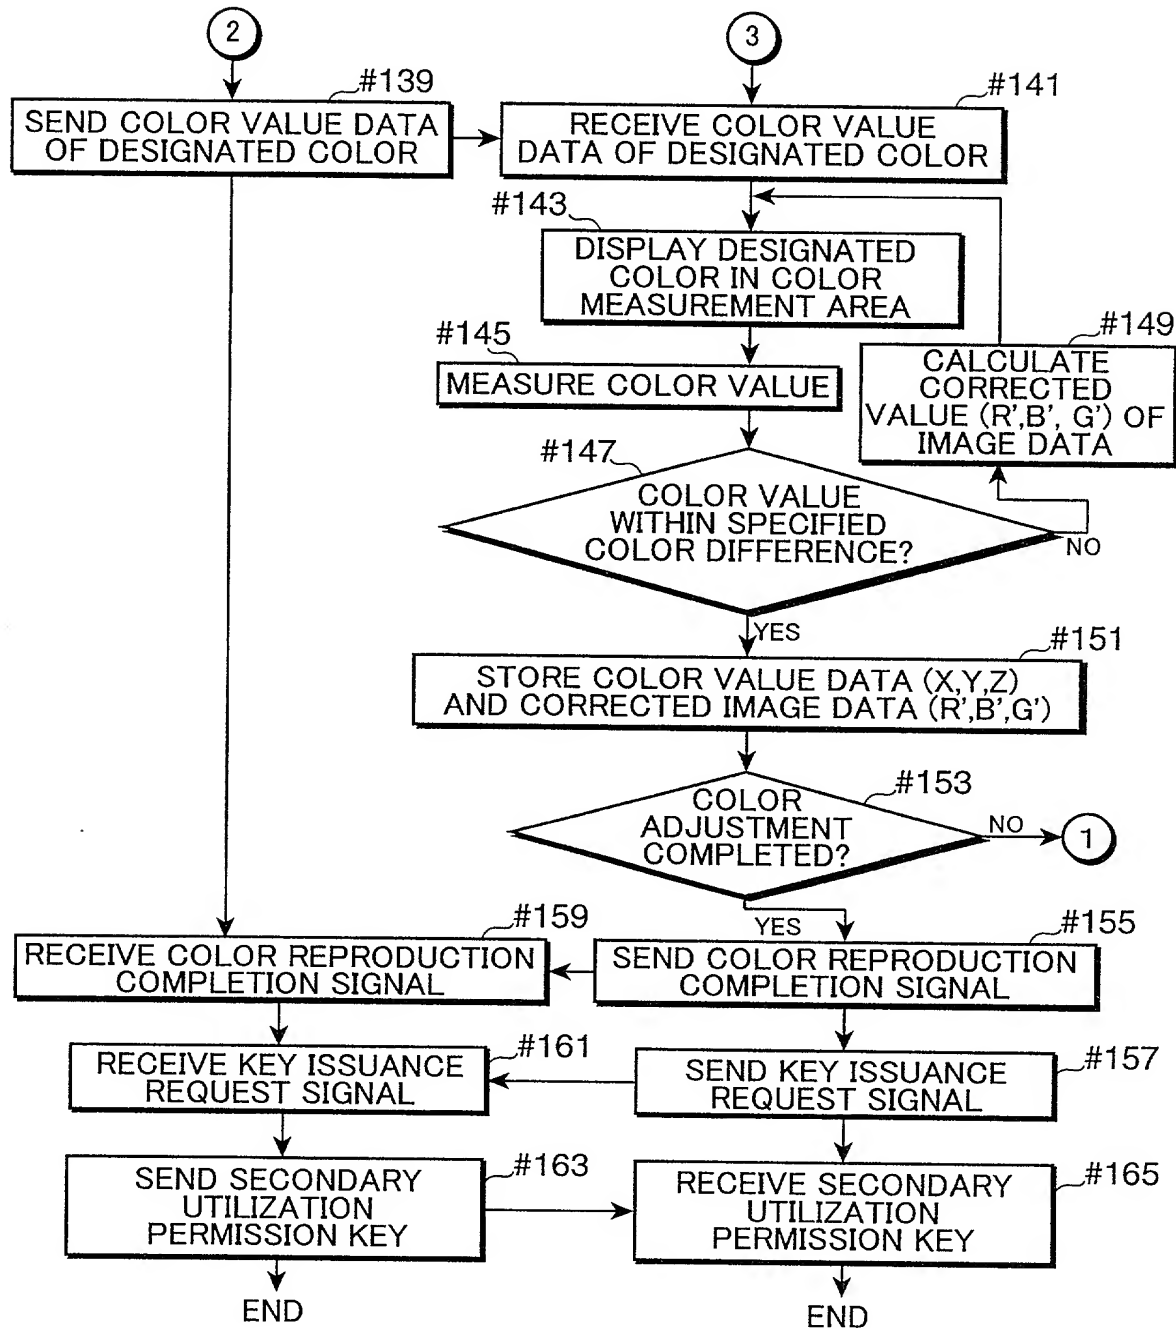 2
3
#139
SEND COLOR VALUE DATA
OF DESIGNATED COLOR
#141
RECEIVE COLOR VALUE
DATA OF DESIGNATED COLOR
#143
DISPLAY DESIGNATED
COLOR IN COLOR
MEASUREMENT AREA
#145
MEASURE COLOR VALUE
#149
CALCULATE
CORRECTED
VALUE (R',B', G') OF
IMAGE DATA
#147
COLOR VALUE
WITHIN SPECIFIED
COLOR DIFFERENCE?
NO
YES
#151
STORE COLOR VALUE DATA (X,Y,Z)
AND CORRECTED IMAGE DATA (R',B',G')
#153
COLOR
ADJUSTMENT
COMPLETED?
NO
1
YES
#159
RECEIVE COLOR REPRODUCTION
COMPLETION SIGNAL
#155
SEND COLOR REPRODUCTION
COMPLETION SIGNAL
#161
RECEIVE KEY ISSUANCE
REQUEST SIGNAL
#157
SEND KEY ISSUANCE
REQUEST SIGNAL
#163
SEND SECONDARY
UTILIZATION
PERMISSION KEY
#165
RECEIVE SECONDARY
UTILIZATION
PERMISSION KEY
END
END